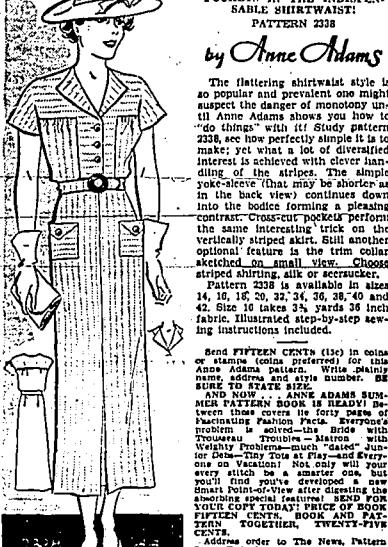 SABLE SHIRTWAIST!
PATTERN 2338
by Anne Adams
The flattering shirtwaist style is
so popular and prevalent one might
suspect the danger of monotony un-
til Anne Adams shows you how to
"do things" with it! Study pattern
2338, see how perfectly simple it is to
make; yet what a lot of diversified
interest is achieved with clever han-
dling of the stripes. The simple
yoke-sleeve (that may be shorter as
in the back view) continues down
into the bodice forming a pleasing
contrast. Cross-cut pockets perform
the same interesting trick on the
vertically striped skirt. Still another
optional feature is the trim collar
sketched on small view. Choose
striped shirting, silk or seersucker.
Pattern 2338 is available in sizes
14, 16, 18, 20, 32, 34, 36, 38, 40 and
42. Size 16 takes 3¾ yards 36 inch
fabric. Illustrated step-by-step sew-
ing instructions included.
Send FIFTEEN CENTS (15c) in coins
or stamps (coins preferred) for this
Anne Adams pattern. Write plainly
name, address and style number. BE
SURE TO STATE SIZE.
AND NOW . . ANNE ADAMS SUM-
MER PATTERN BOOK IS READY! Be-
tween these covers lie forty pages of
Fascinating Fashion Facts. Everyone's
problem is solved—the Bride with
Trousseau Troubles—Matron with
Weighty Problems—much "dated" Jun-
ior Debs—Tiny Tots at Play—and Every-
one on Vacation! Not only will your
every stitch be a smarter one, but
you'll find you've developed a new
Smart Point-of-View after digesting the
absorbing special features! SEND FOR
YOUR COPY TODAY! PRICE OF BOOK
FIFTEEN CENTS. BOOK AND PAT-
TERN TOGETHER, TWENTY-FIVE
CENTS.
Address order to The News, Pattern